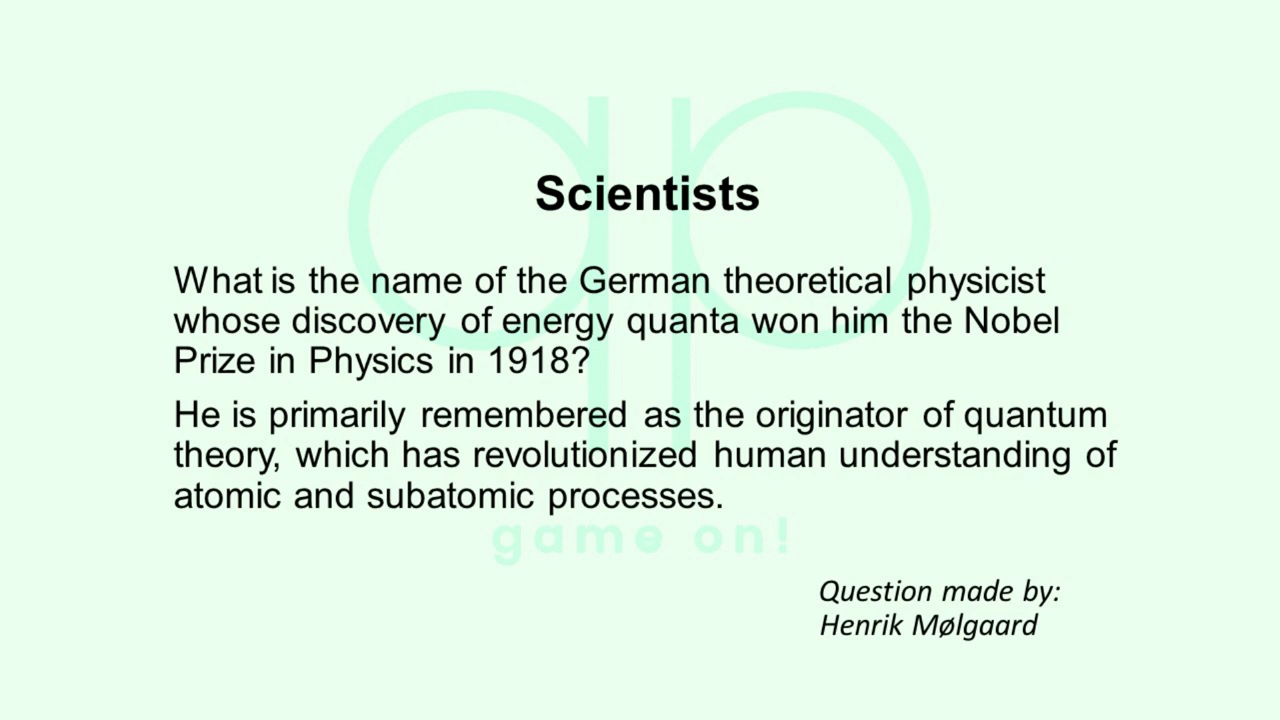 Scientists
What is the name of the German theoretical physicist
whose discovery of energy quanta won him the Nobel
Prize in Physics in 1918?
He is primarily remembered as the originator of quantum
theory, which has revolutionized human understanding of
atomic and subatomic processes.
game on!
Question made by:
Henrik Mølgaard